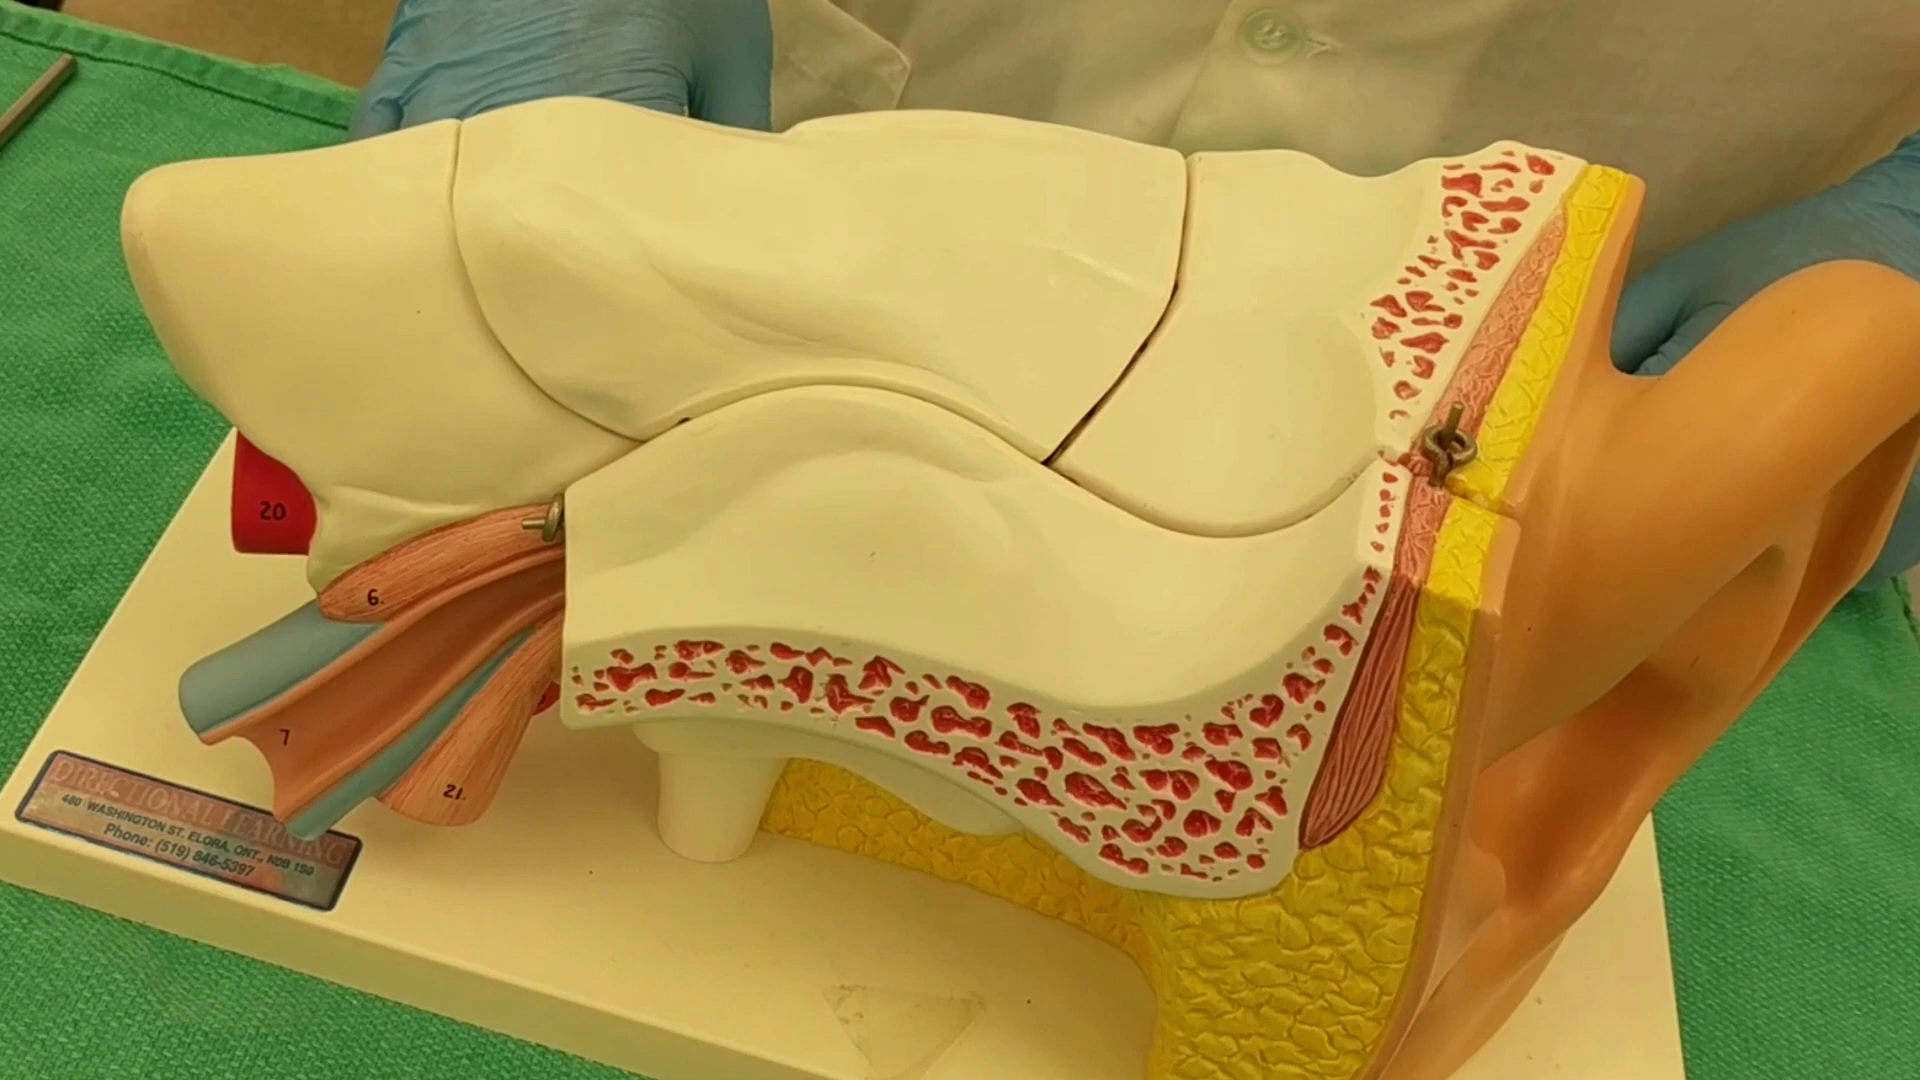 20
6.
7
21.
DIRECTIONAL LEARNING
480 WASHINGTON ST. ELORA, ONT., N0B 1S0
Phone: (519) 846-5397